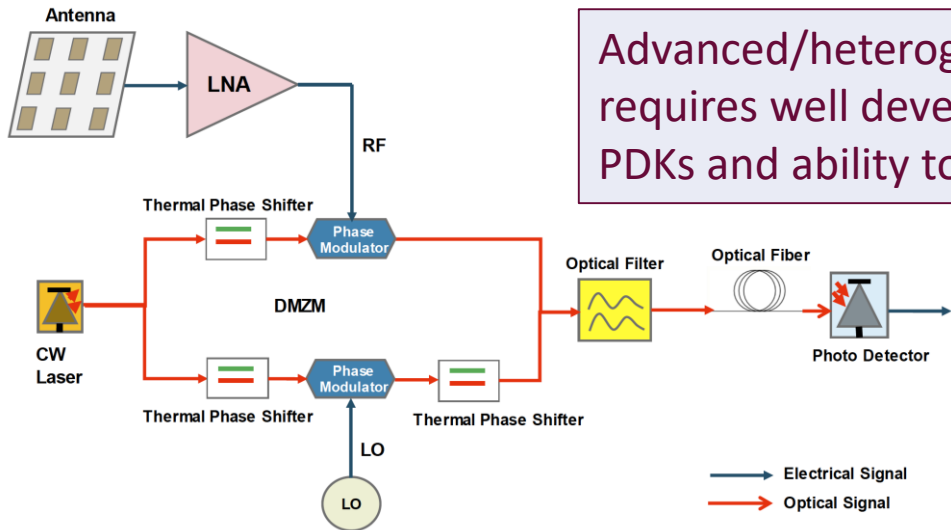 Antenna
LNA
Advanced/heterog
requires well deve
PDKs and ability to
RF
Thermal Phase Shifter
Phase
Modulator
Optical Filter
Optical Fiber
DMZM
CW
Laser
Photo Detector
Phase
Modulator
Thermal Phase Shifter
Thermal Phase Shifter
LO
LO
Electrical Signal
Optical Signal